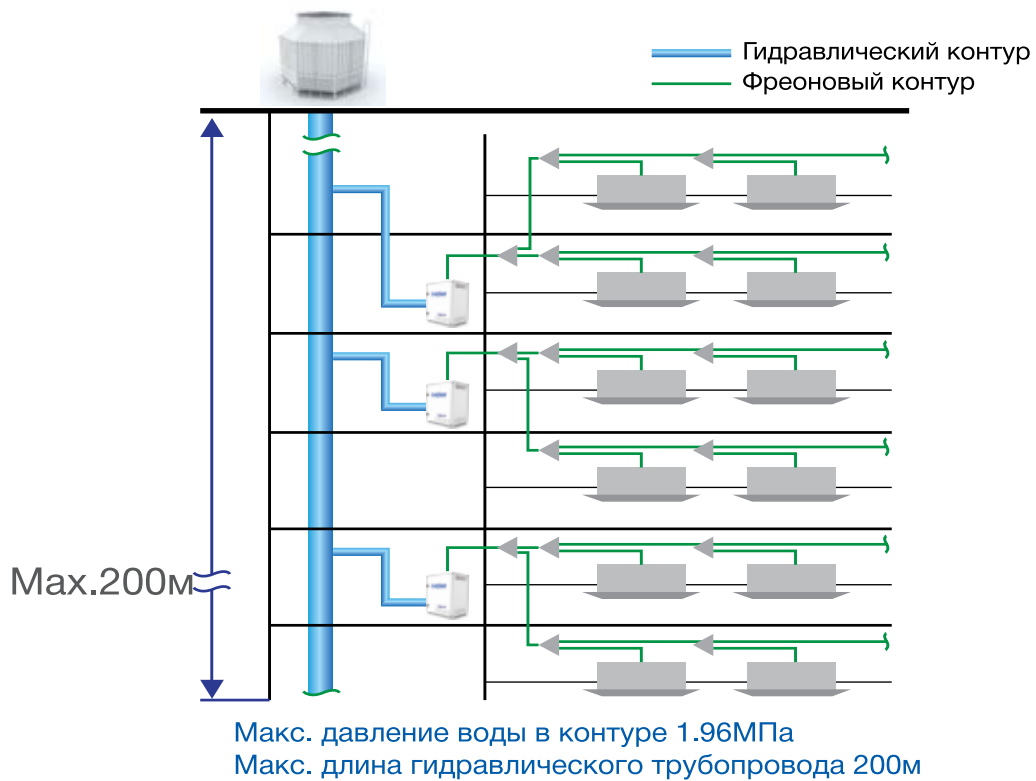 Гидравлический контур
Фреоновый контур
Max.200м
Макс. давление воды в контуре 1.96МПа
Макс. длина гидравлического трубопровода 200м